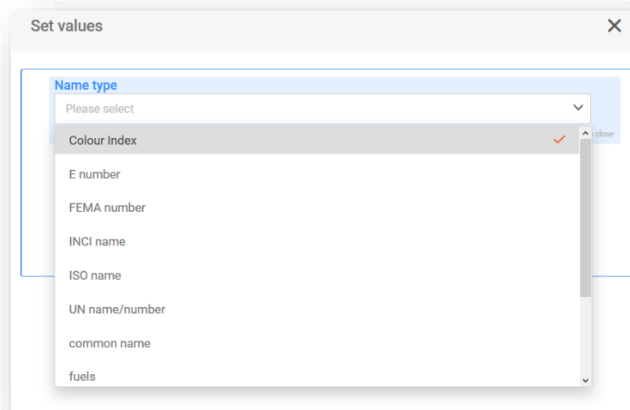 Set values
Name type
Please select
close
Colour Index
E number
FEMA number
INCI name
ISO name
UN name/number
common name
fuels